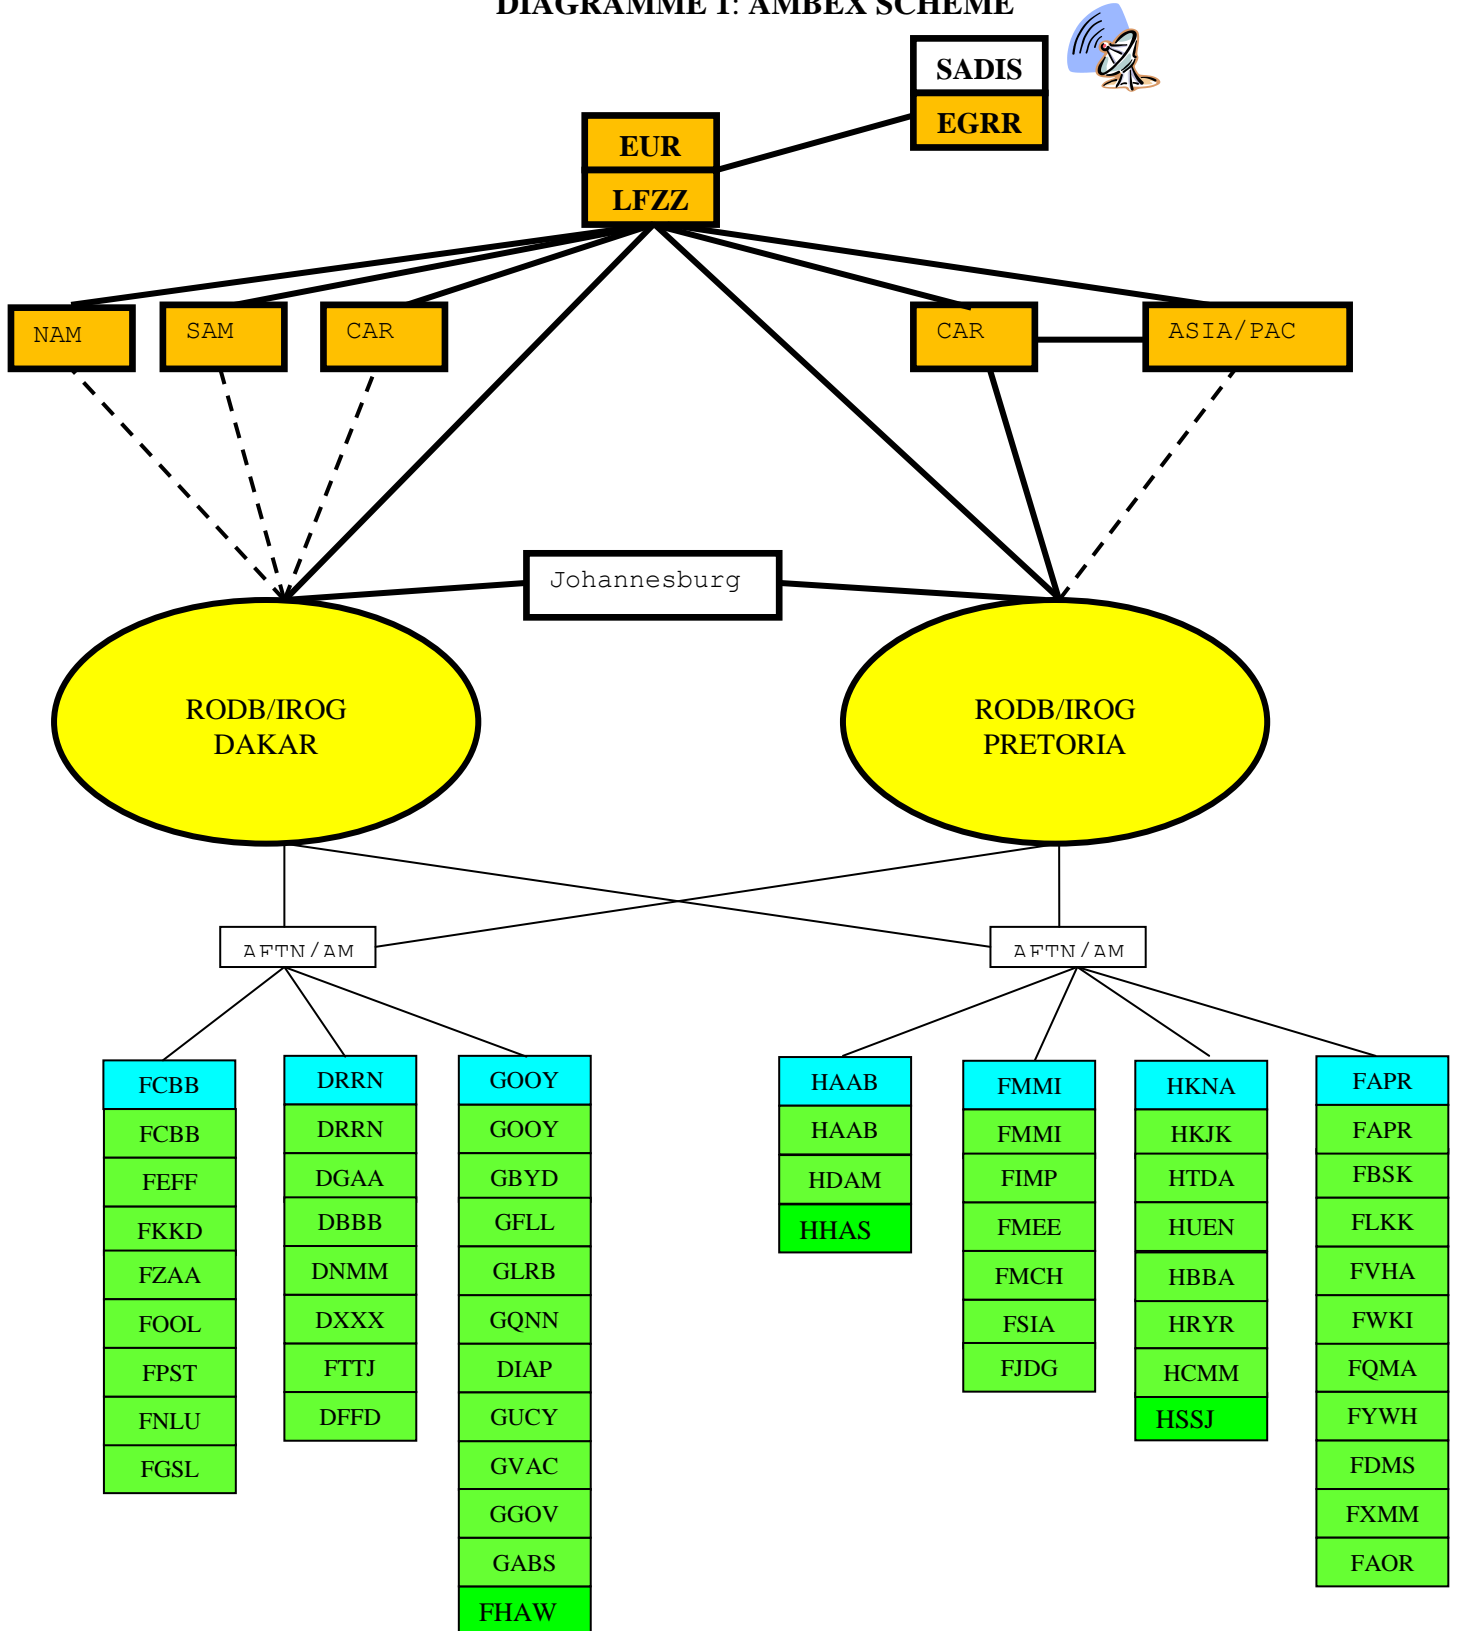 DIAGRAMME 1: AMBEX SCHEME
SADIS
EGRR
EUR
LFZZ
NAM
SAM
CAR
CAR
ASIA/PAC
Johannesburg
RODB/IROG
DAKAR
RODB/IROG
PRETORIA
AFTN/AM
AFTN/AM
FCBB
FCBB
FEFF
FKKD
FZAA
FOOL
FPST
FNLU
FGSL
DRRN
DRRN
DGAA
DBBB
DNMM
DXXX
FTTJ
DFFD
GOOY
GOOY
GBYD
GFLL
GLRB
GQNN
DIAP
GUCY
GVAC
GGOV
GABS
FHAW
HAAB
HAAB
HDAM
HHAS
FMMI
FMMI
FIMP
FMEE
FMCH
FSIA
FJDG
HKNA
HKJK
HTDA
HUEN
HBBA
HRYR
HCMM
HSSJ
FAPR
FAPR
FBSK
FLKK
FVHA
FWKI
FQMA
FYWH
FDMS
FXMM
FAOR